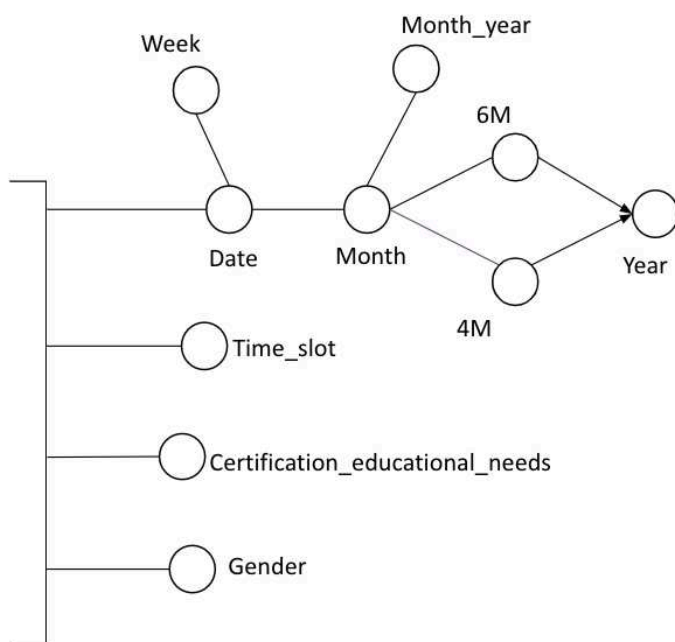 Month_year
Week
6M
Date
Month
Year
4M
Time_slot
Certification_educational_needs
Gender